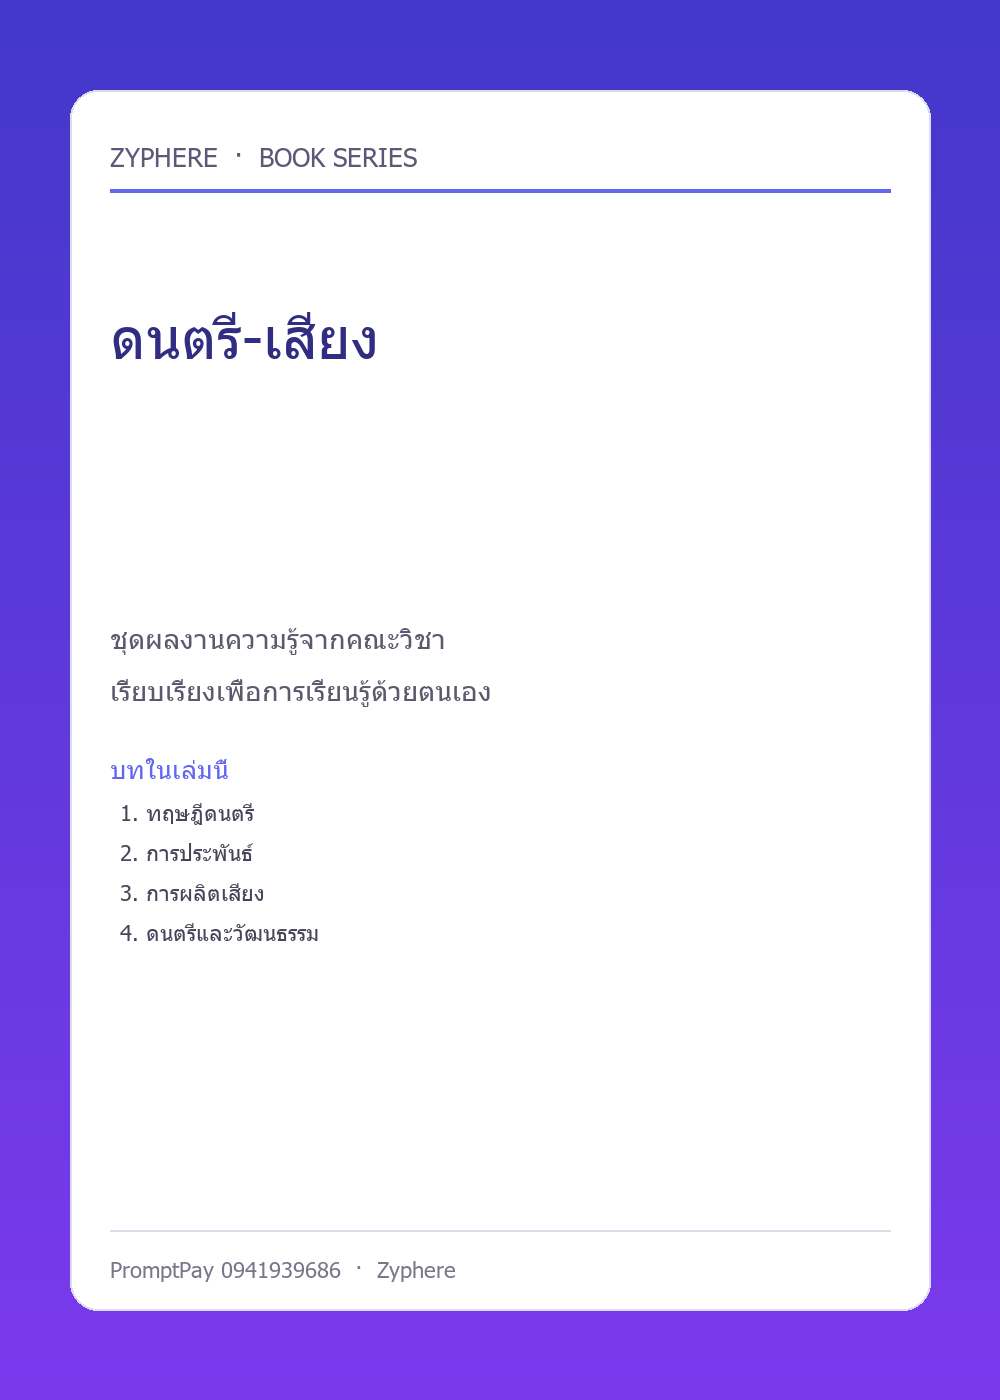 ZYPHERE · BOOK SERIES
ดนตรี-เสียง
ชุดผลงานความรู้จากคณะวิชา
เรียบเรียงเพื่อการเรียนรู้ด้วยตนเอง
บทในเล่มนี้
1. ทฤษฎีดนตรี
2. การประพันธ์
3. การผลิตเสียง
4. ดนตรีและวัฒนธรรม
PromptPay 0941939686 · Zyphere